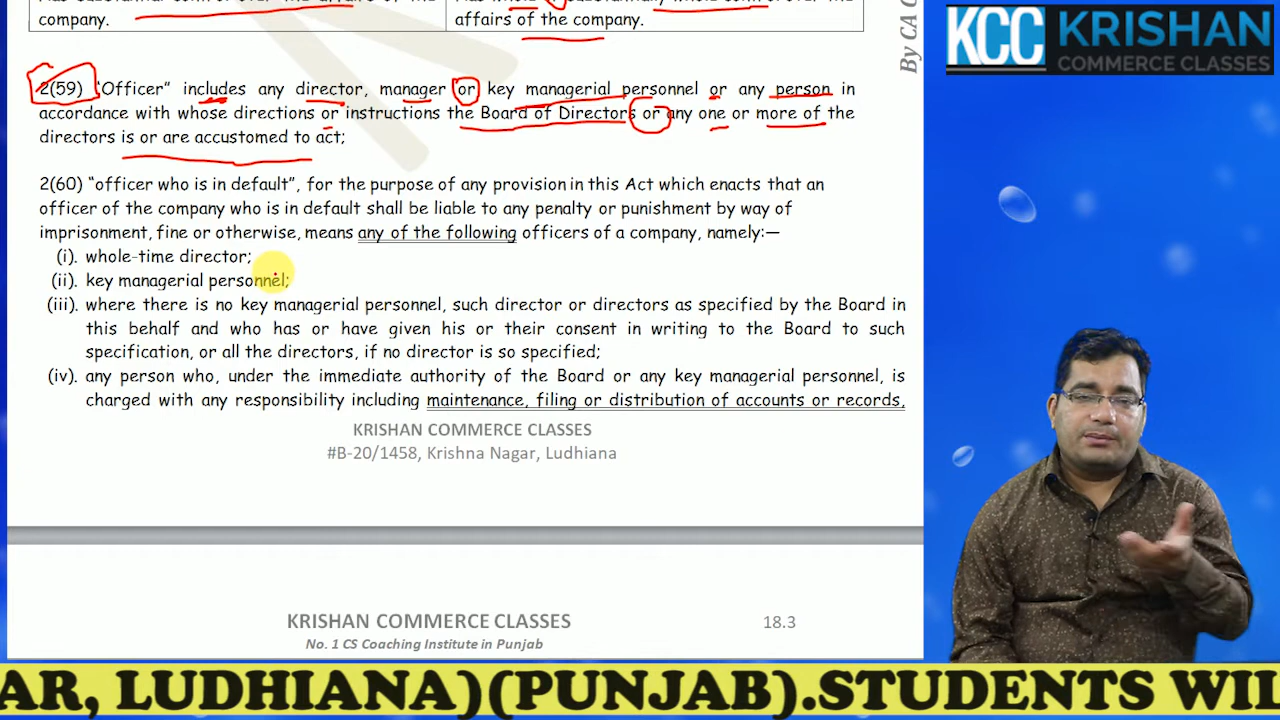 company.
affairs of the company.
By CA G
KCC KRISHAN
COMMERCE CLASSES
2(59) “Officer” includes any director, manager or key managerial personnel or any person in
accordance with whose directions or instructions the Board of Directors or any one or more of the
directors is or are accustomed to act;
2(60) “officer who is in default”, for the purpose of any provision in this Act which enacts that an
officer of the company who is in default shall be liable to any penalty or punishment by way of
imprisonment, fine or otherwise, means any of the following officers of a company, namely:—
(i). whole-time director;
(ii). key managerial personnel;
(iii). where there is no key managerial personnel, such director or directors as specified by the Board in
this behalf and who has or have given his or their consent in writing to the Board to such
specification, or all the directors, if no director is so specified;
(iv). any person who, under the immediate authority of the Board or any key managerial personnel, is
charged with any responsibility including maintenance, filing or distribution of accounts or records,
KRISHAN COMMERCE CLASSES
#B-20/1458, Krishna Nagar, Ludhiana
KRISHAN COMMERCE CLASSES 18.3
No. 1 CS Coaching Institute in Punjab
AR, LUDHIANA)(PUNJAB).STUDENTS WIL